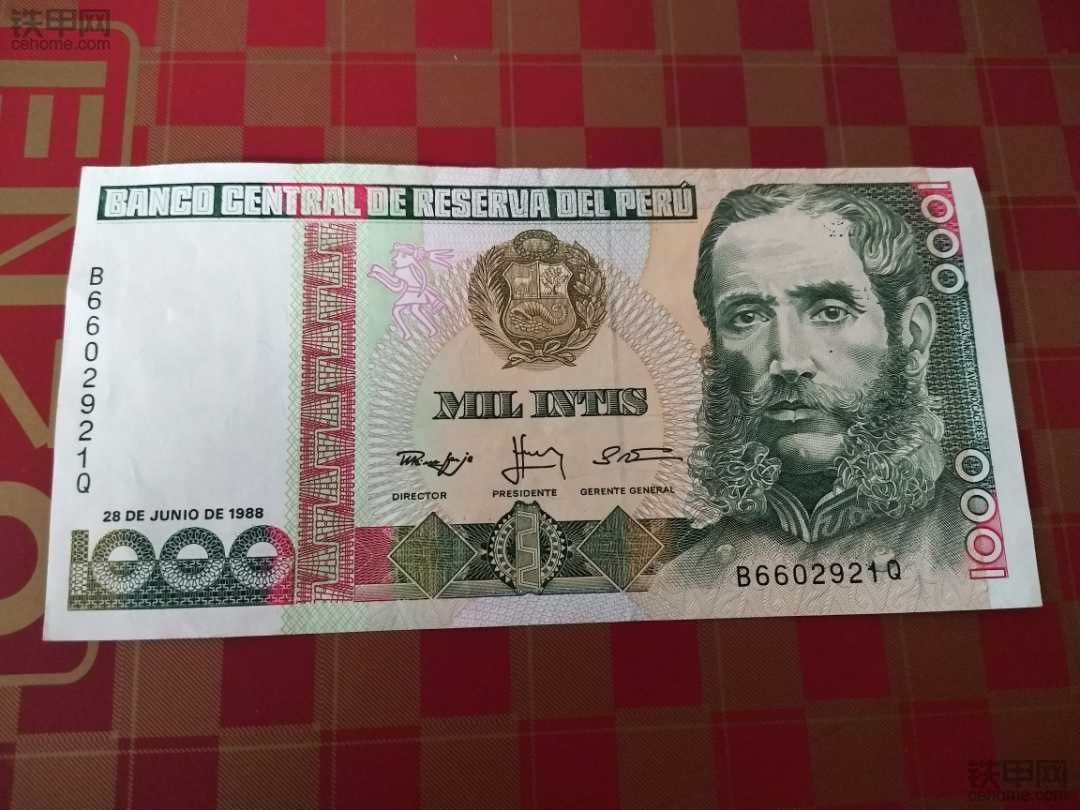 铁甲网
cehome.com
BANCO CENTRAL DE RESERVA DEL PERÚ
1000
B6602921Q
MIL INTIS
DIRECTOR PRESIDENTE GERENTE GENERAL
28 DE JUNIO DE 1988
1000
B6602921Q
1000
铁甲网
cehome.com